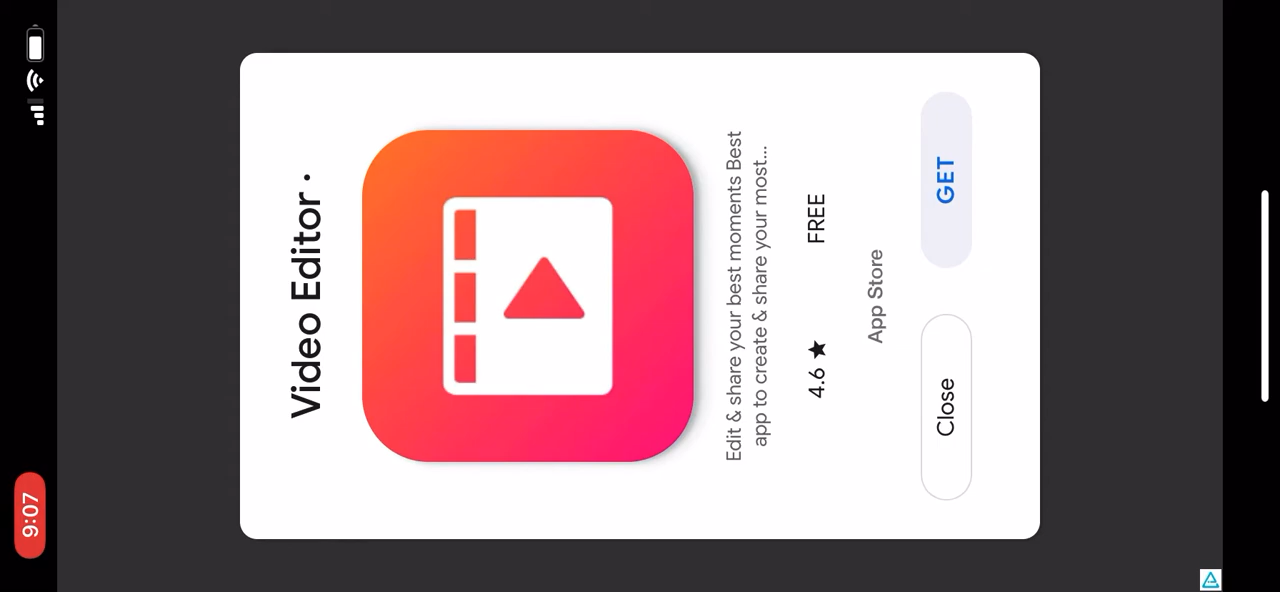 9:07
Video Editor ·
Edit & share your best moments Best
app to create & share your most...
4.6 ★ FREE
App Store
Close GET